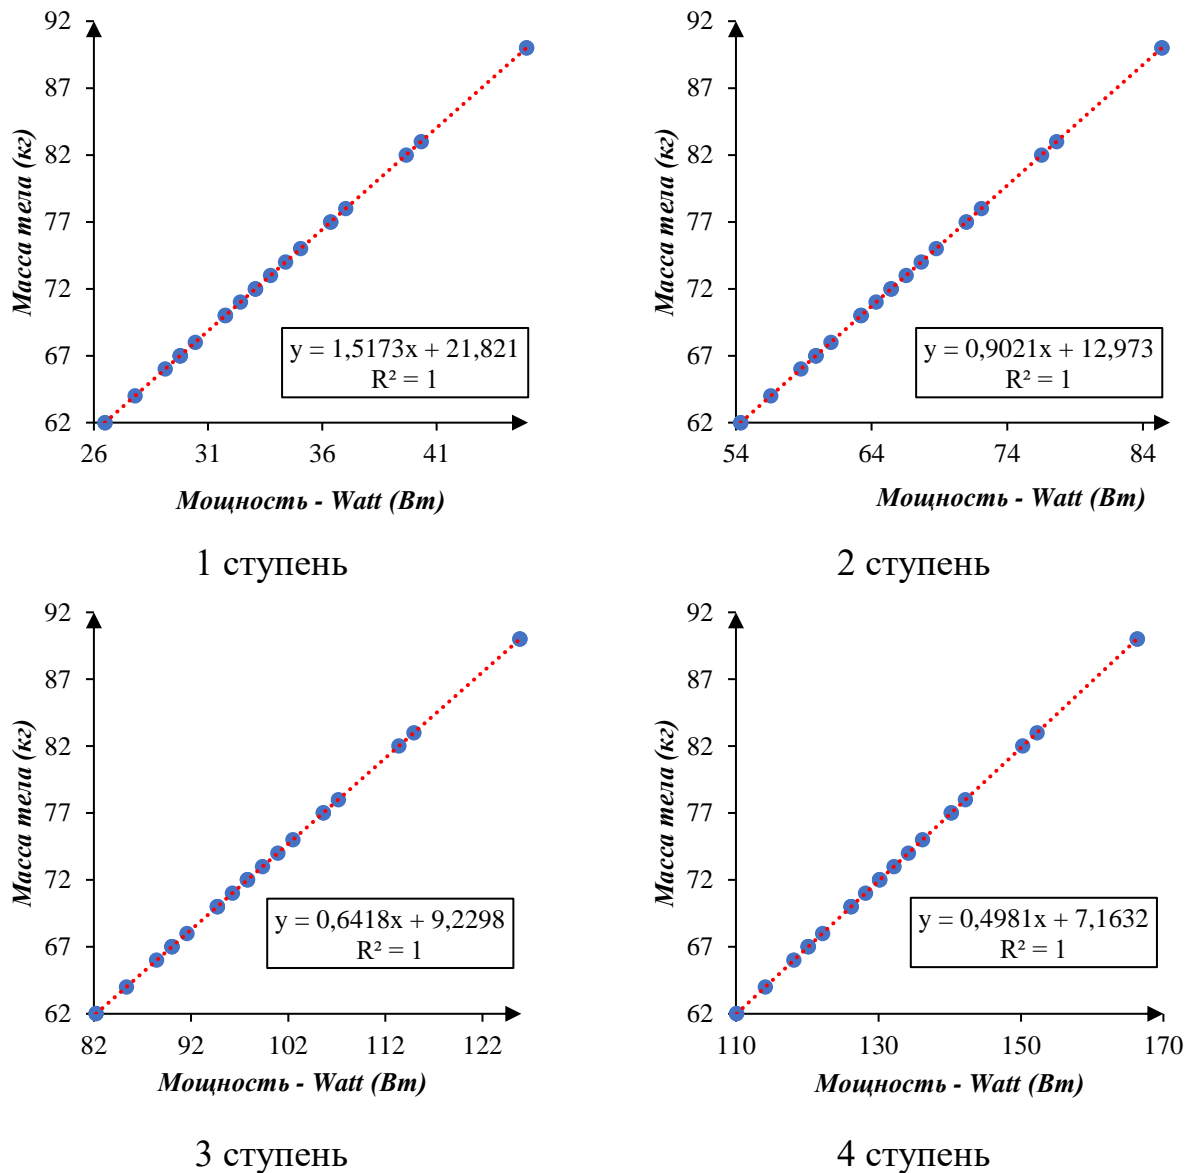 92
87
82
77
72
67
62
Масса тела (кг)
y = 1,5173x + 21,821
R² = 1
26 31 36 41
Мощность - Watt (Вт)
1 ступень
92
87
82
77
72
67
62
Масса тела (кг)
y = 0,9021x + 12,973
R² = 1
54 64 74 84
Мощность - Watt (Вт)
2 ступень
92
87
82
77
72
67
62
Масса тела (кг)
y = 0,6418x + 9,2298
R² = 1
82 92 102 112 122
Мощность - Watt (Вт)
3 ступень
92
87
82
77
72
67
62
Масса тела (кг)
y = 0,4981x + 7,1632
R² = 1
110 130 150 170
Мощность - Watt (Вт)
4 ступень